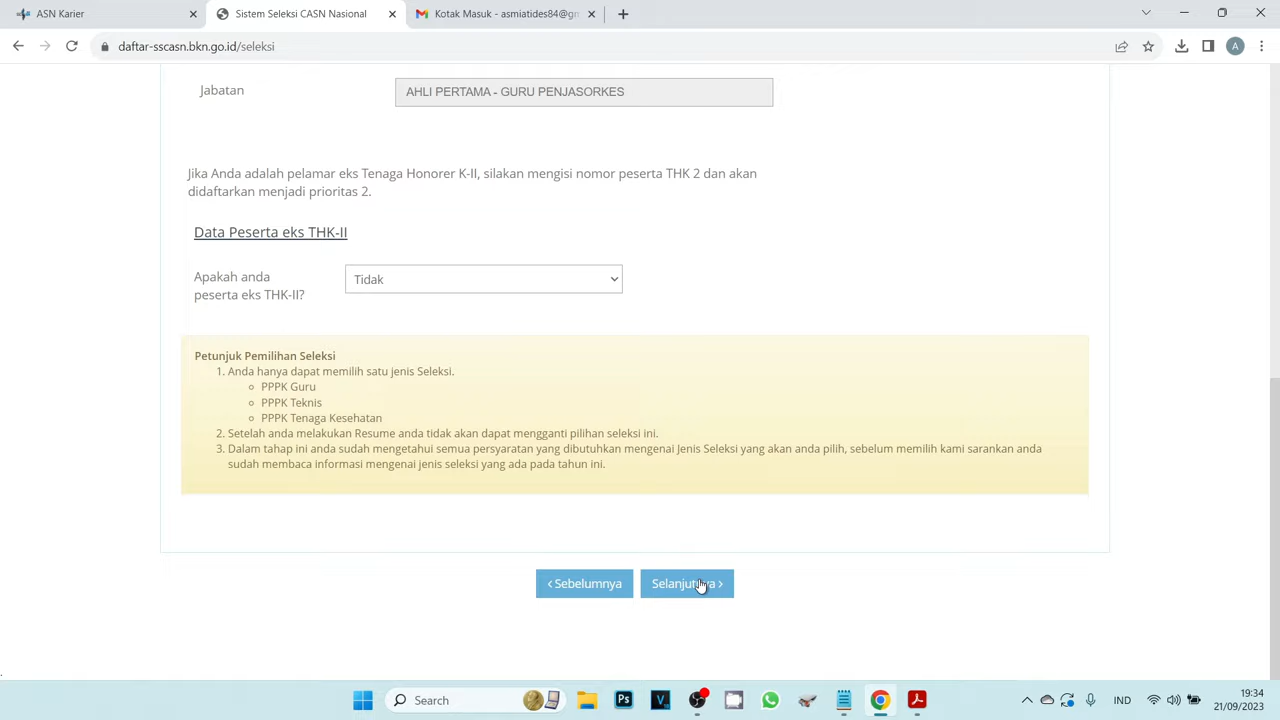 ASN Karier
Sistem Seleksi CASN Nasional
Kotak Masuk - asmiatides84@gn
daftar-sscasn.bkn.go.id/seleksi
A
Jabatan
AHLI PERTAMA - GURU PENJASORKES
Jika Anda adalah pelamar eks Tenaga Honorer K-II, silakan mengisi nomor peserta THK 2 dan akan
didaftarkan menjadi prioritas 2.
Data Peserta eks THK-II
Apakah anda
peserta eks THK-II?
Tidak
Petunjuk Pemilihan Seleksi
1. Anda hanya dapat memilih satu jenis Seleksi.
PPPK Guru
PPPK Teknis
PPPK Tenaga Kesehatan
2. Setelah anda melakukan Resume anda tidak akan dapat mengganti pilihan seleksi ini.
3. Dalam tahap ini anda sudah mengetahui semua persyaratan yang dibutuhkan mengenai Jenis Seleksi yang akan anda pilih, sebelum memilih kami sarankan anda
sudah membaca informasi mengenai jenis seleksi yang ada pada tahun ini.
‹ Sebelumnya
Selanjutnya ›
Search
Ps
V
IND
19:34
21/09/2023